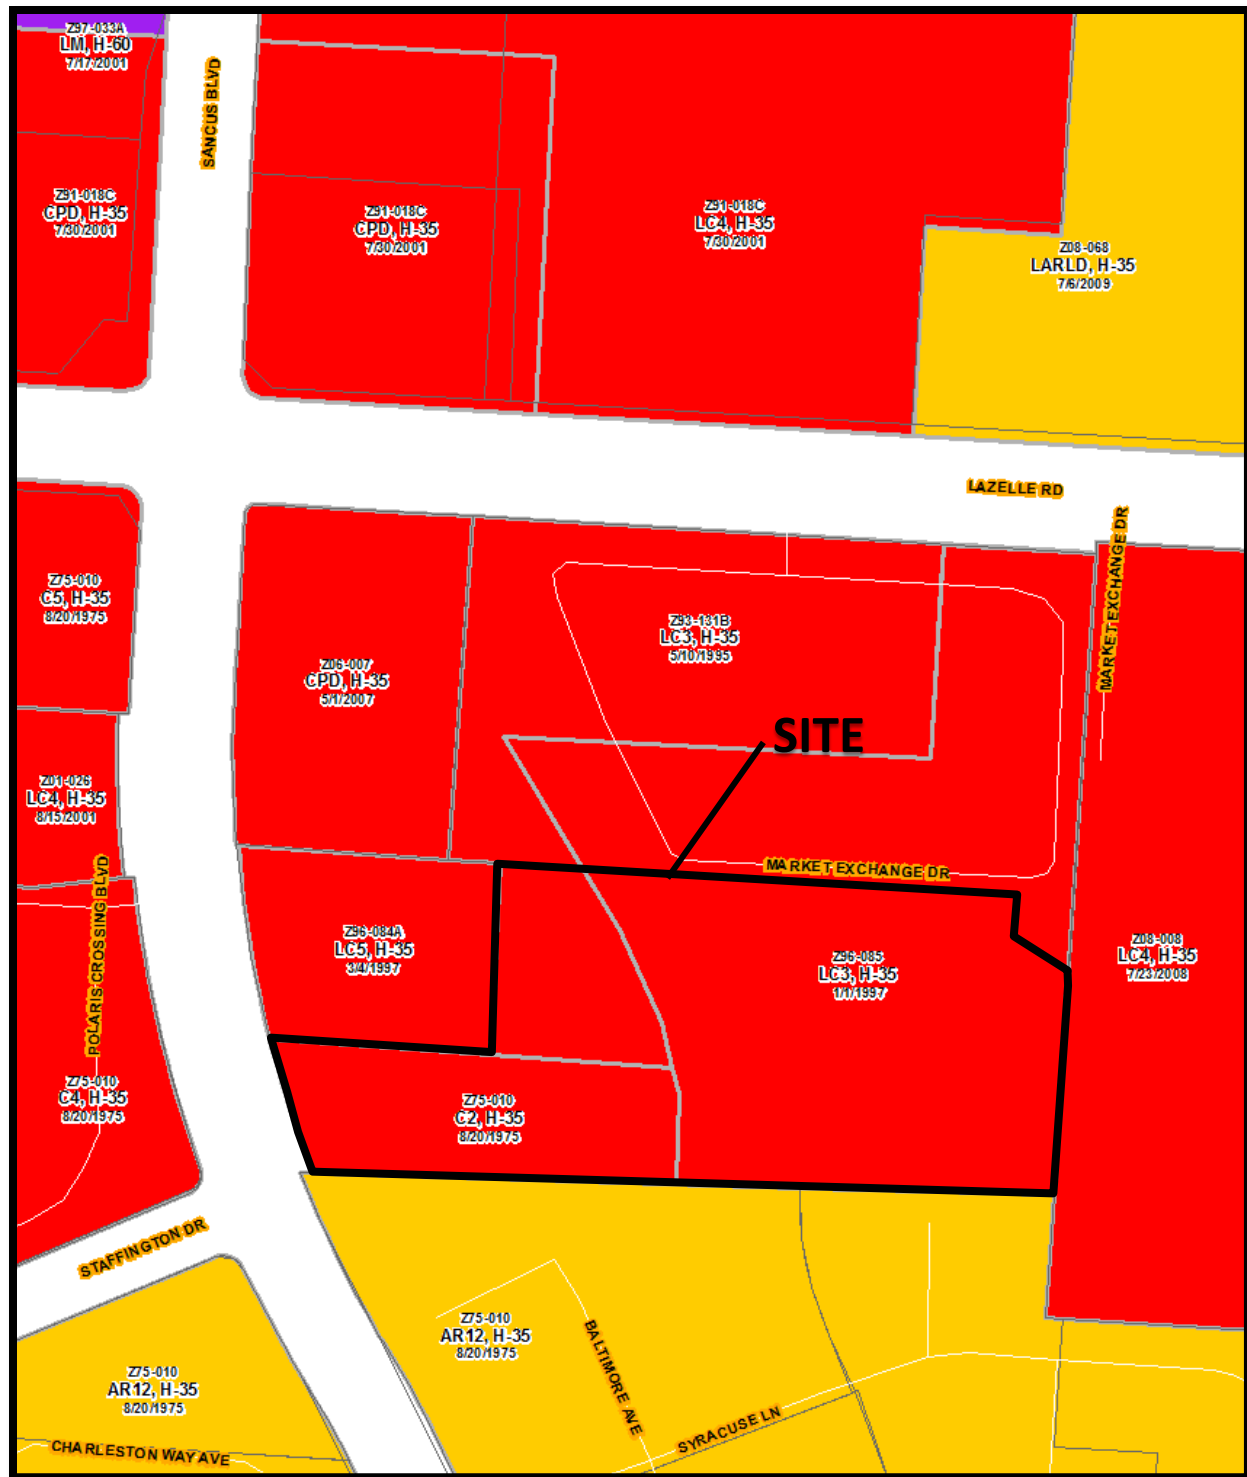 Z97-033A
LM, H-60
7/17/2001
SANCUS BLVD
Z91-018C
CPD, H-35
7/30/2001
Z91-018C
CPD, H-35
7/30/2001
Z91-018C
LC4, H-35
7/30/2001
Z08-068
LARLD, H-35
7/6/2009
LAZELLE RD
MARKET EXCHANGE DR
Z75-010
C5, H-35
8/20/1975
Z06-007
CPD, H-35
5/1/2007
Z93-131B
LC3, H-35
5/10/1995
SITE
Z01-026
LC4, H-35
8/15/2001
MARKET EXCHANGE DR
POLARIS CROSSING BLVD
Z96-084A
LC5, H-35
3/4/1997
Z96-085
LC3, H-35
1/1/1997
Z08-008
LC4, H-35
7/23/2008
Z75-010
C4, H-35
8/20/1975
Z75-010
C2, H-35
8/20/1975
STAFFINGTON DR
Z75-010
AR12, H-35
8/20/1975
BALTIMORE AVE
Z75-010
AR12, H-35
8/20/1975
SYRACUSE LN
CHARLESTON WAY AVE